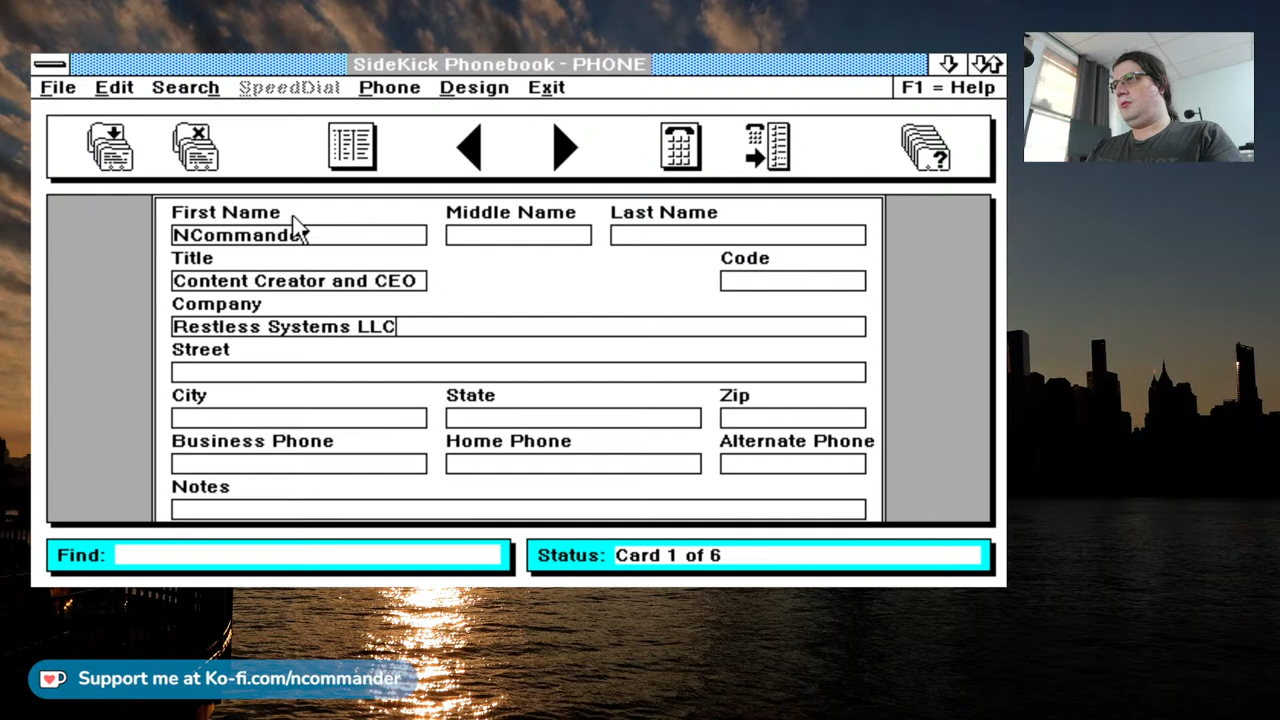 SideKick Phonebook - PHONE
File Edit Search SpeedDial Phone Design Exit F1 = Help
First Name Middle Name Last Name
NCommander
Title Code
Content Creator and CEO
Company
Restless Systems LLC
Street
City State Zip
Business Phone Home Phone Alternate Phone
Notes
Find: Status: Card 1 of 6
Support me at Ko-fi.com/ncommander